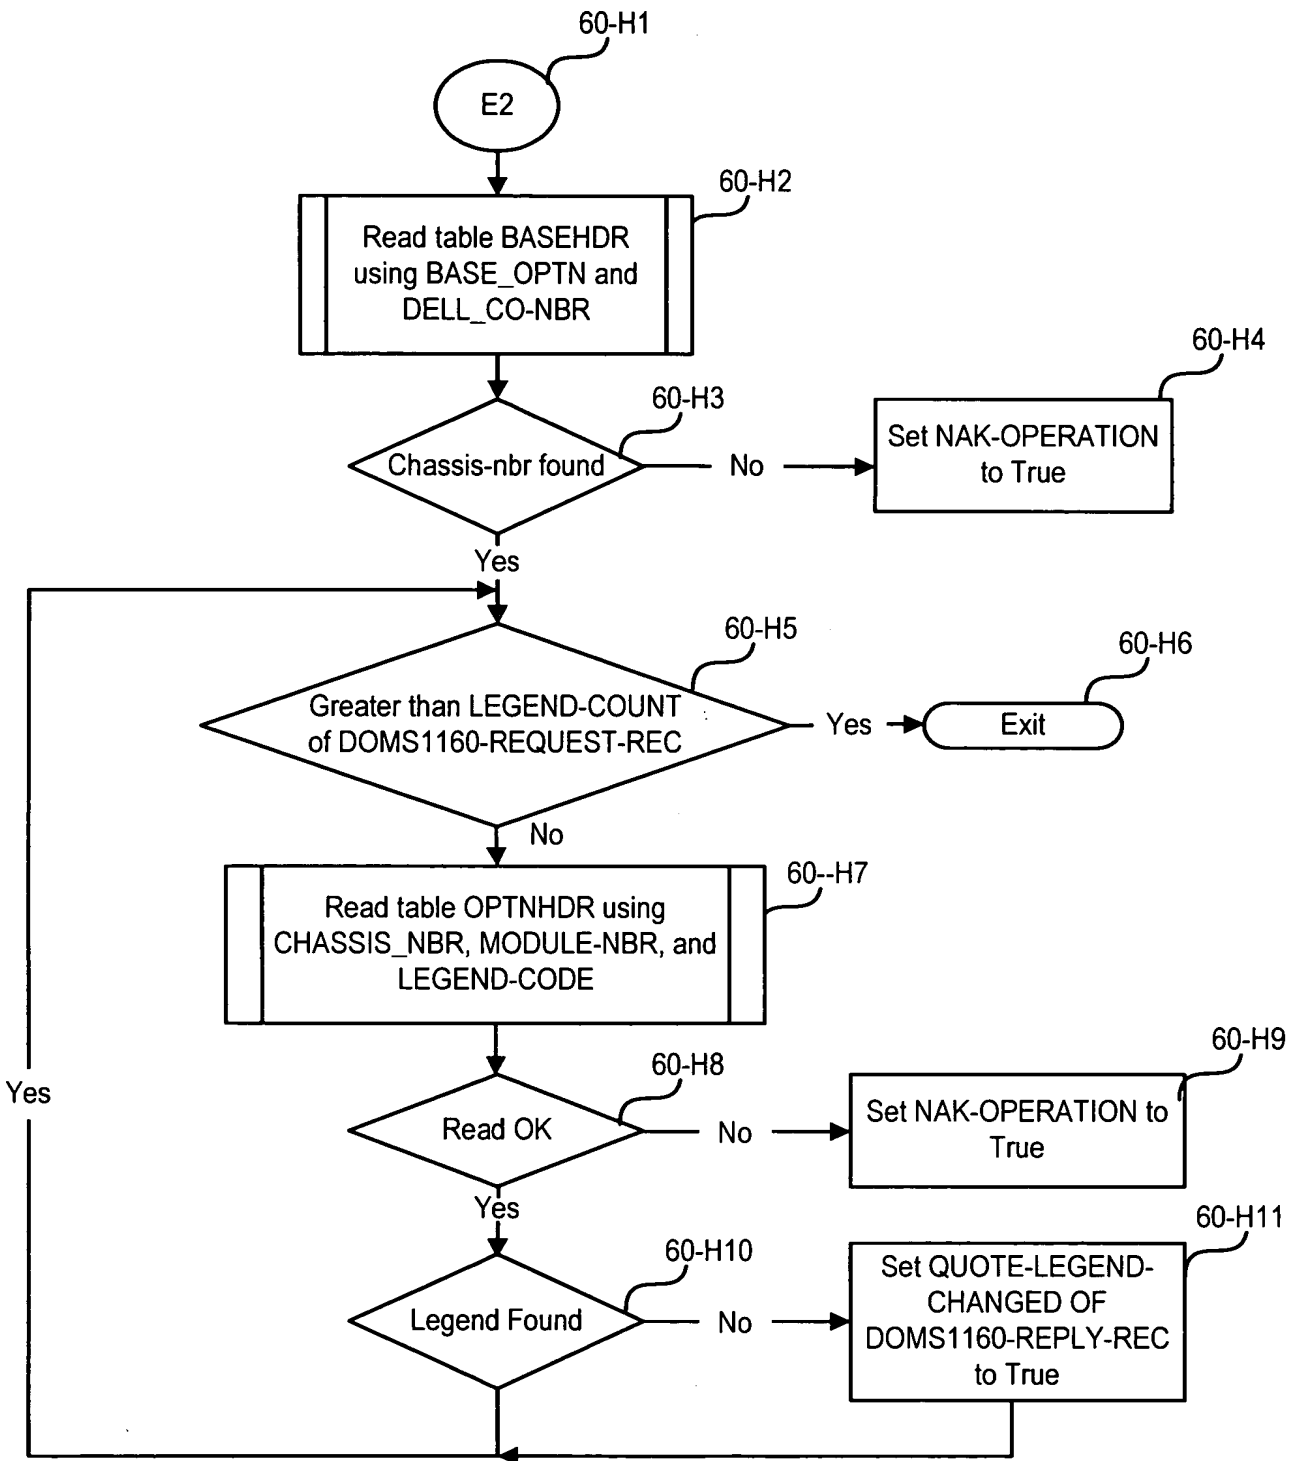 60-H1
E2
60-H2
Read table BASEHDR
using BASE_OPTN and
DELL_CO-NBR
60-H3
60-H4
Chassis-nbr found
No
Set NAK-OPERATION
to True
Yes
60-H5
60-H6
Greater than LEGEND-COUNT
of DOMS1160-REQUEST-REC
Yes
Exit
No
60--H7
Read table OPTNHDR using
CHASSIS_NBR, MODULE-NBR, and
LEGEND-CODE
60-H8
60-H9
Yes
Read OK
No
Set NAK-OPERATION to
True
Yes
60-H10
60-H11
Legend Found
No
Set QUOTE-LEGEND-
CHANGED OF
DOMS1160-REPLY-REC
to True